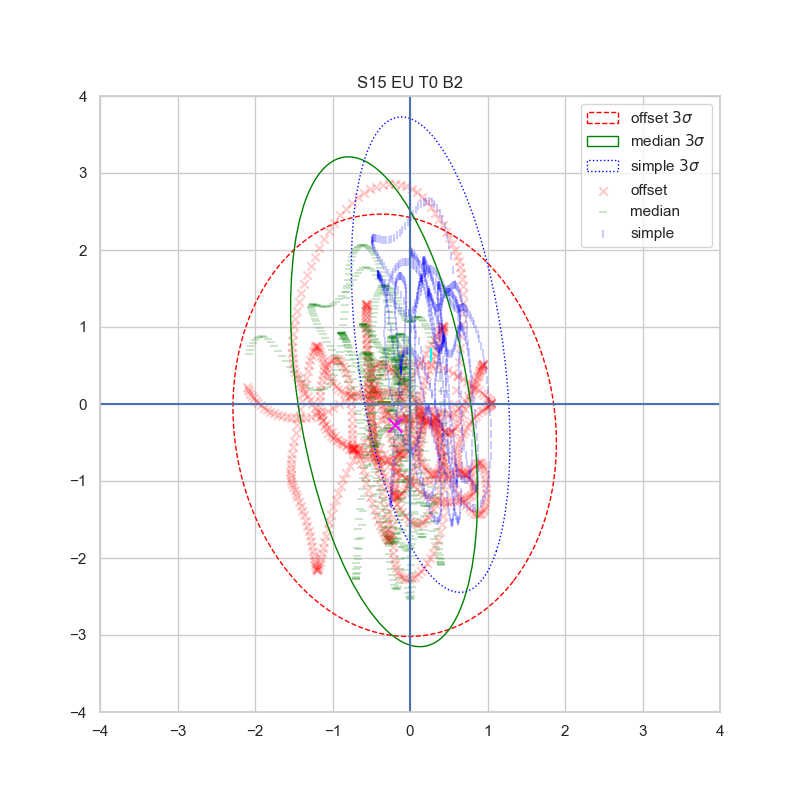 S15 EU T0 B2
offset 3σ
median 3σ
simple 3σ
offset
median
simple
4
3
2
1
0
−1
−2
−3
−4
−4 −3 −2 −1 0 1 2 3 4